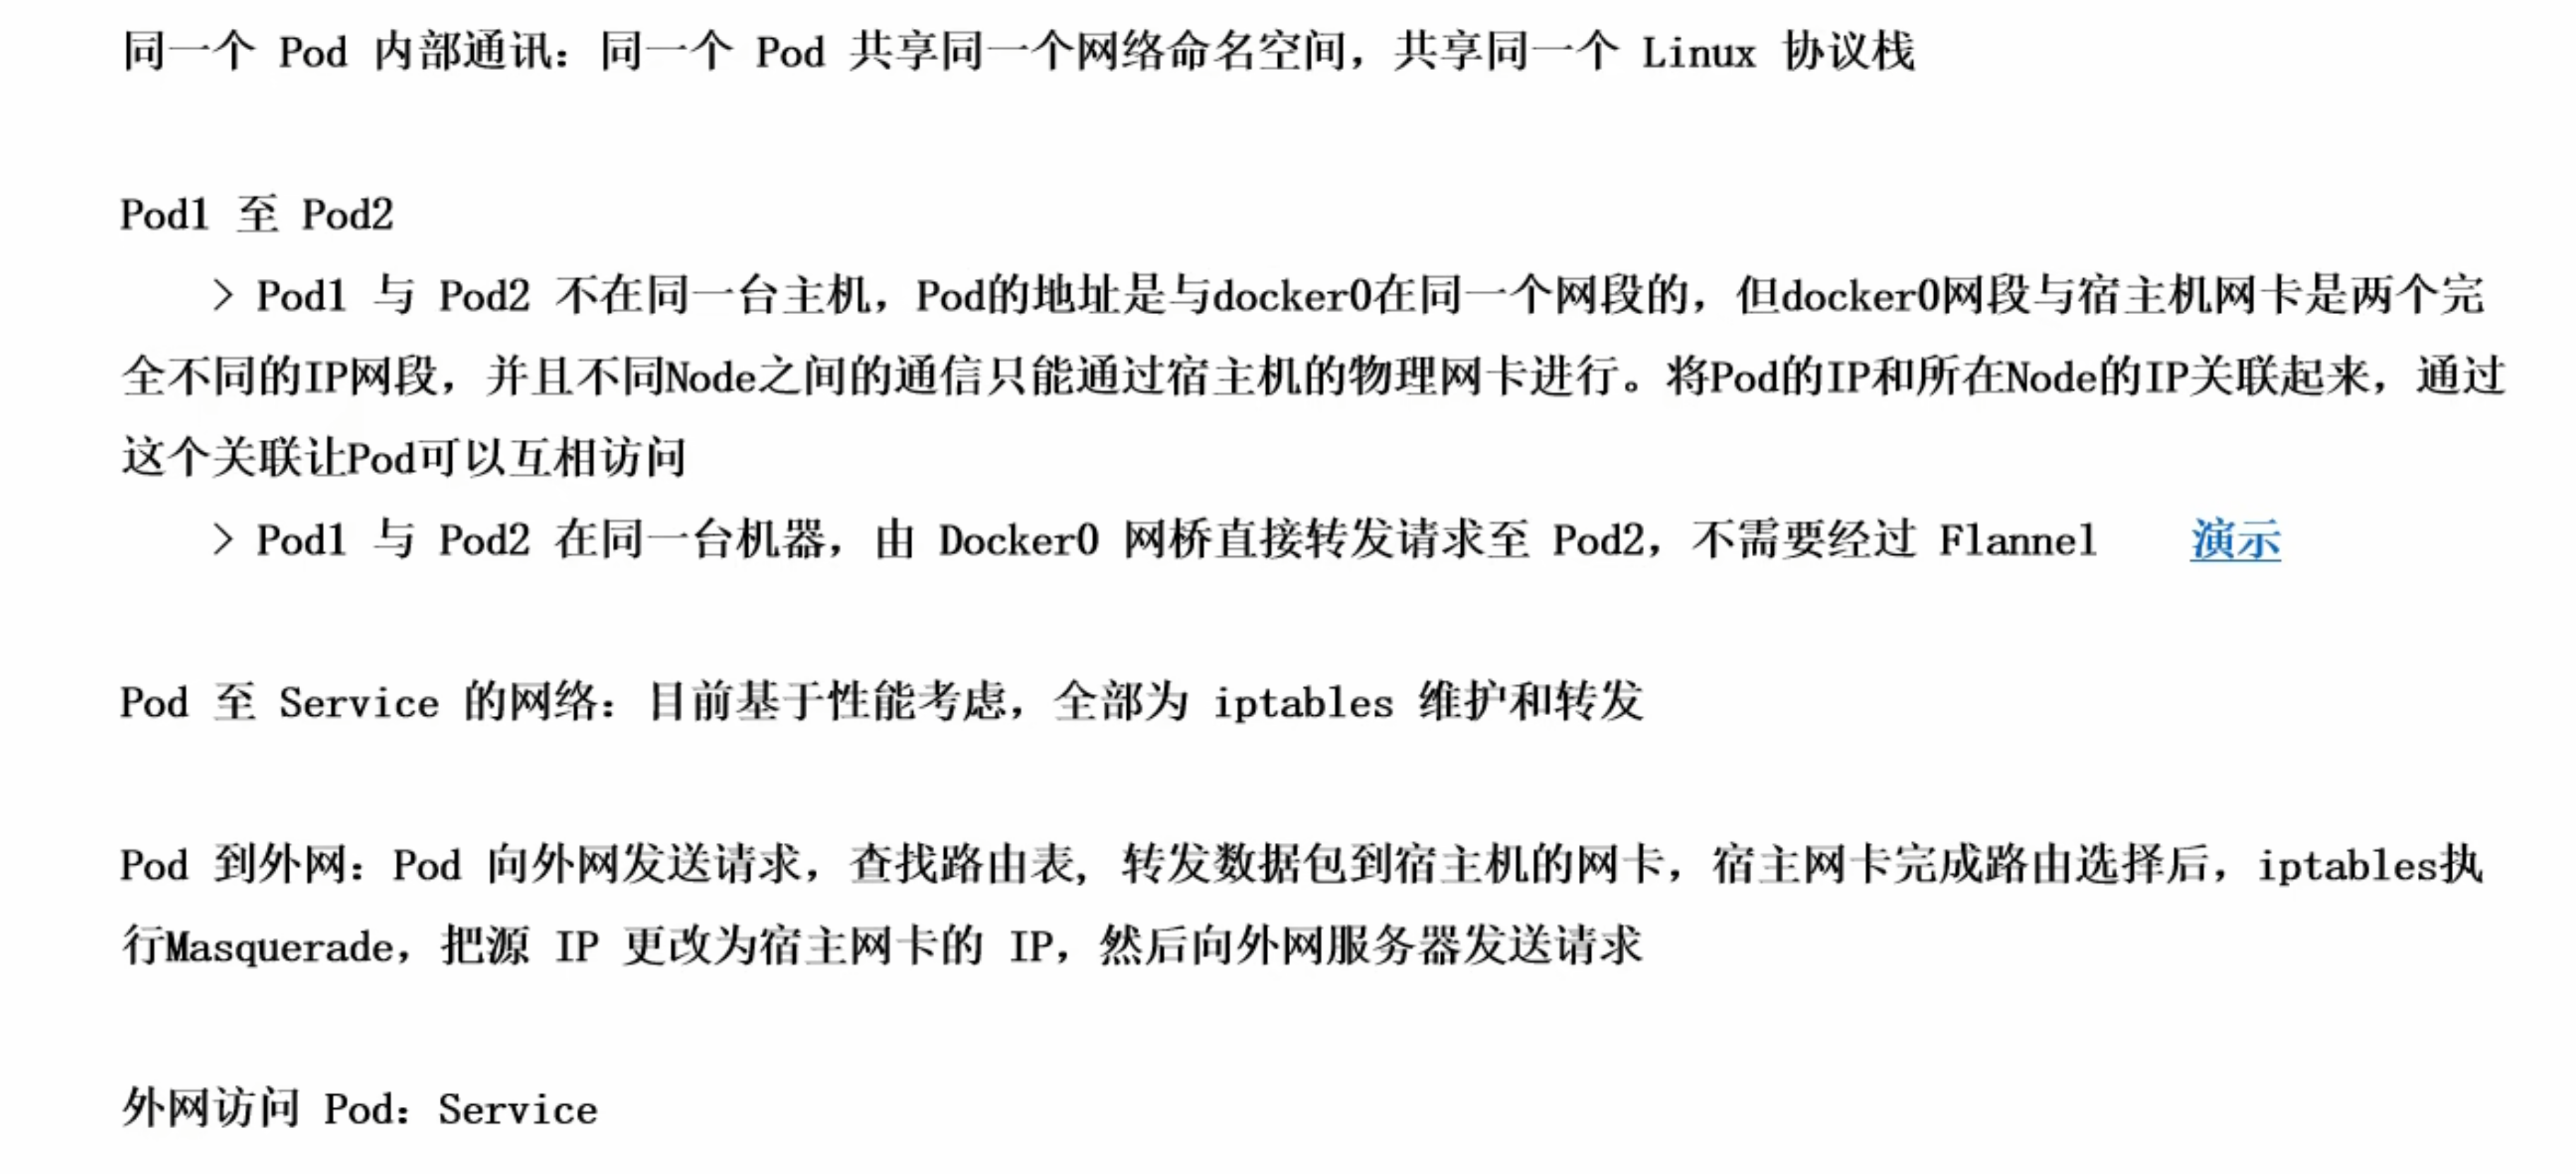 同一个 Pod 内部通讯：同一个 Pod 共享同一个网络命名空间，共享同一个 Linux 协议栈
Pod1 至 Pod2
> Pod1 与 Pod2 不在同一台主机，Pod的地址是与docker0在同一个网段的，但docker0网段与宿主机网卡是两个完
全不同的IP网段，并且不同Node之间的通信只能通过宿主机的物理网卡进行。将Pod的IP和所在Node的IP关联起来，通过
这个关联让Pod可以互相访问
> Pod1 与 Pod2 在同一台机器，由 Docker0 网桥直接转发请求至 Pod2，不需要经过 Flannel 演示
Pod 至 Service 的网络：目前基于性能考虑，全部为 iptables 维护和转发
Pod 到外网：Pod 向外网发送请求，查找路由表, 转发数据包到宿主机的网卡，宿主网卡完成路由选择后，iptables执
行Masquerade，把源 IP 更改为宿主网卡的 IP，然后向外网服务器发送请求
外网访问 Pod：Service